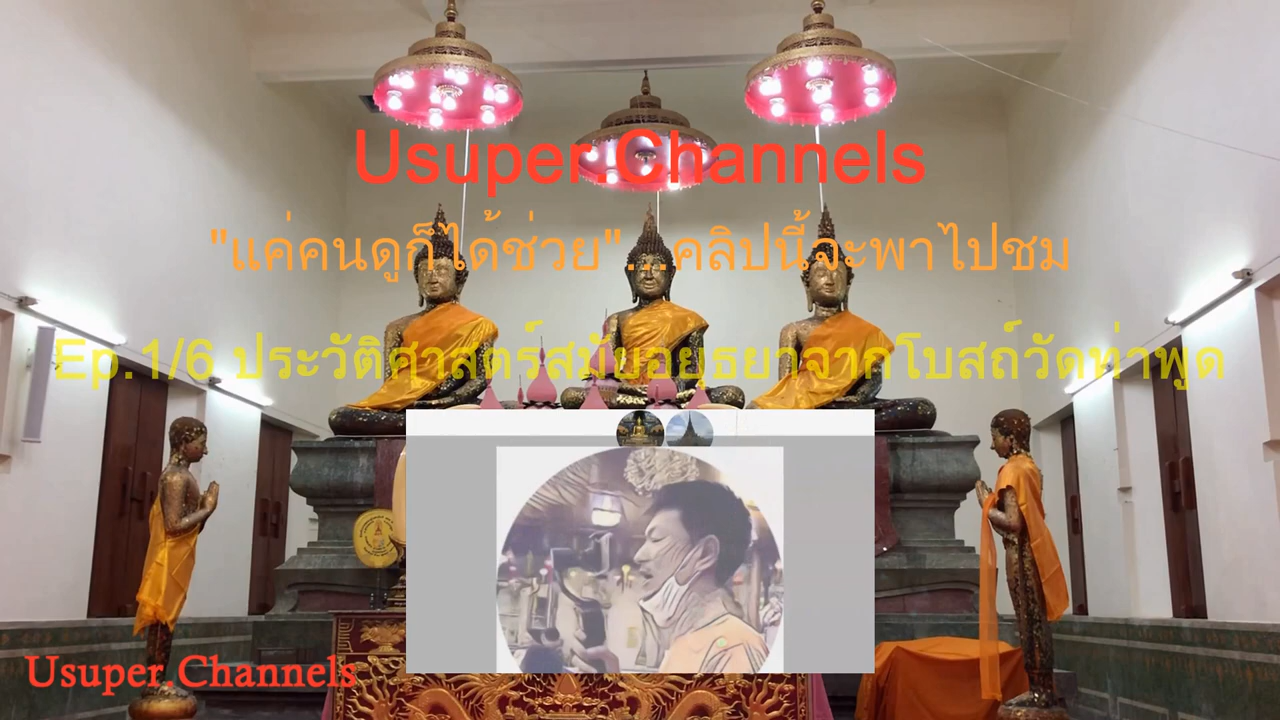 Usuper.Channels
"แค่คนดูก็ได้ช่วย"...คลิปนี้จะพาไปชม
Ep.1/6 ประวัติศาสตร์สมัยอยุธยาจากโบสถ์วัดท่าพูด
Usuper.Channels